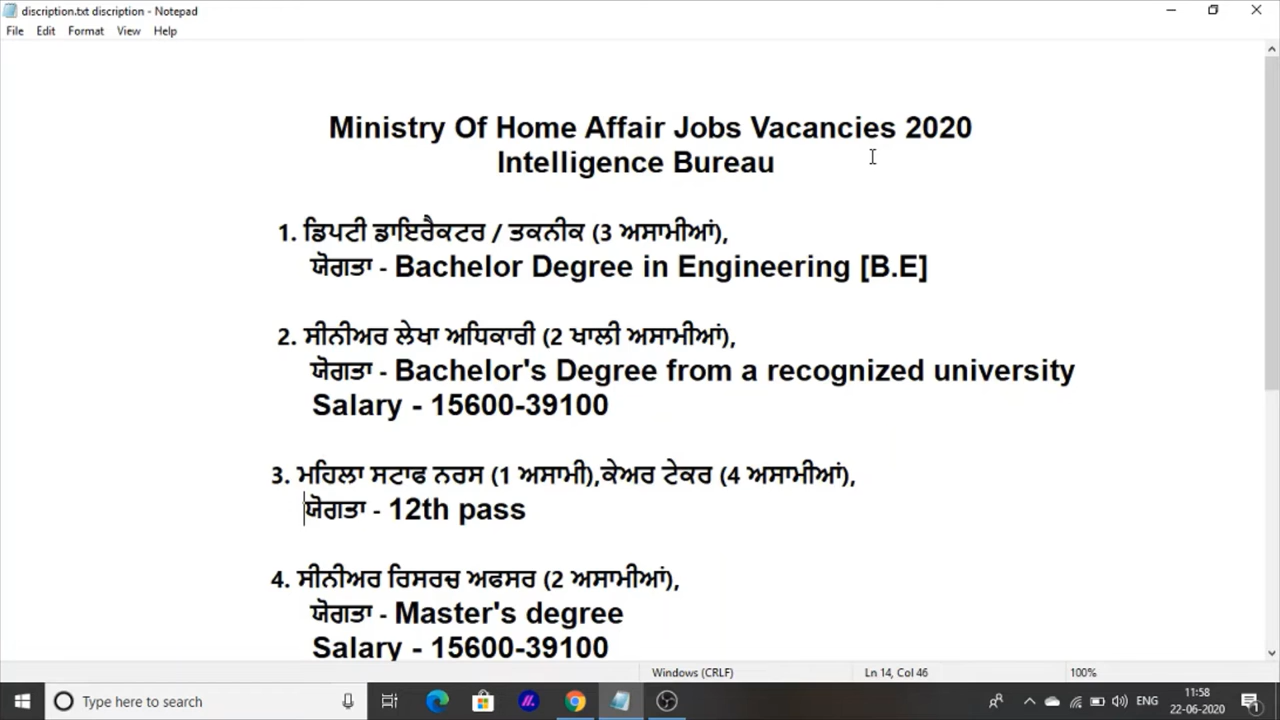 discription.txt discription - Notepad
File Edit Format View Help
Ministry Of Home Affair Jobs Vacancies 2020
Intelligence Bureau
1. ਡਿਪਟੀ ਡਾਇਰੈਕਟਰ / ਤਕਨੀਕ (3 ਅਸਾਮੀਆਂ),
ਯੋਗਤਾ - Bachelor Degree in Engineering [B.E]
2. ਸੀਨੀਅਰ ਲੇਖਾ ਅਧਿਕਾਰੀ (2 ਖਾਲੀ ਅਸਾਮੀਆਂ),
ਯੋਗਤਾ - Bachelor's Degree from a recognized university
Salary - 15600-39100
3. ਮਹਿਲਾ ਸਟਾਫ ਨਰਸ (1 ਅਸਾਮੀ),ਕੇਅਰ ਟੇਕਰ (4 ਅਸਾਮੀਆਂ),
ਯੋਗਤਾ - 12th pass
4. ਸੀਨੀਅਰ ਰਿਸਰਚ ਅਫਸਰ (2 ਅਸਾਮੀਆਂ),
ਯੋਗਤਾ - Master's degree
Salary - 15600-39100
Windows (CRLF) Ln 14, Col 46 100%
Type here to search ENG 11:58
22-06-2020 1